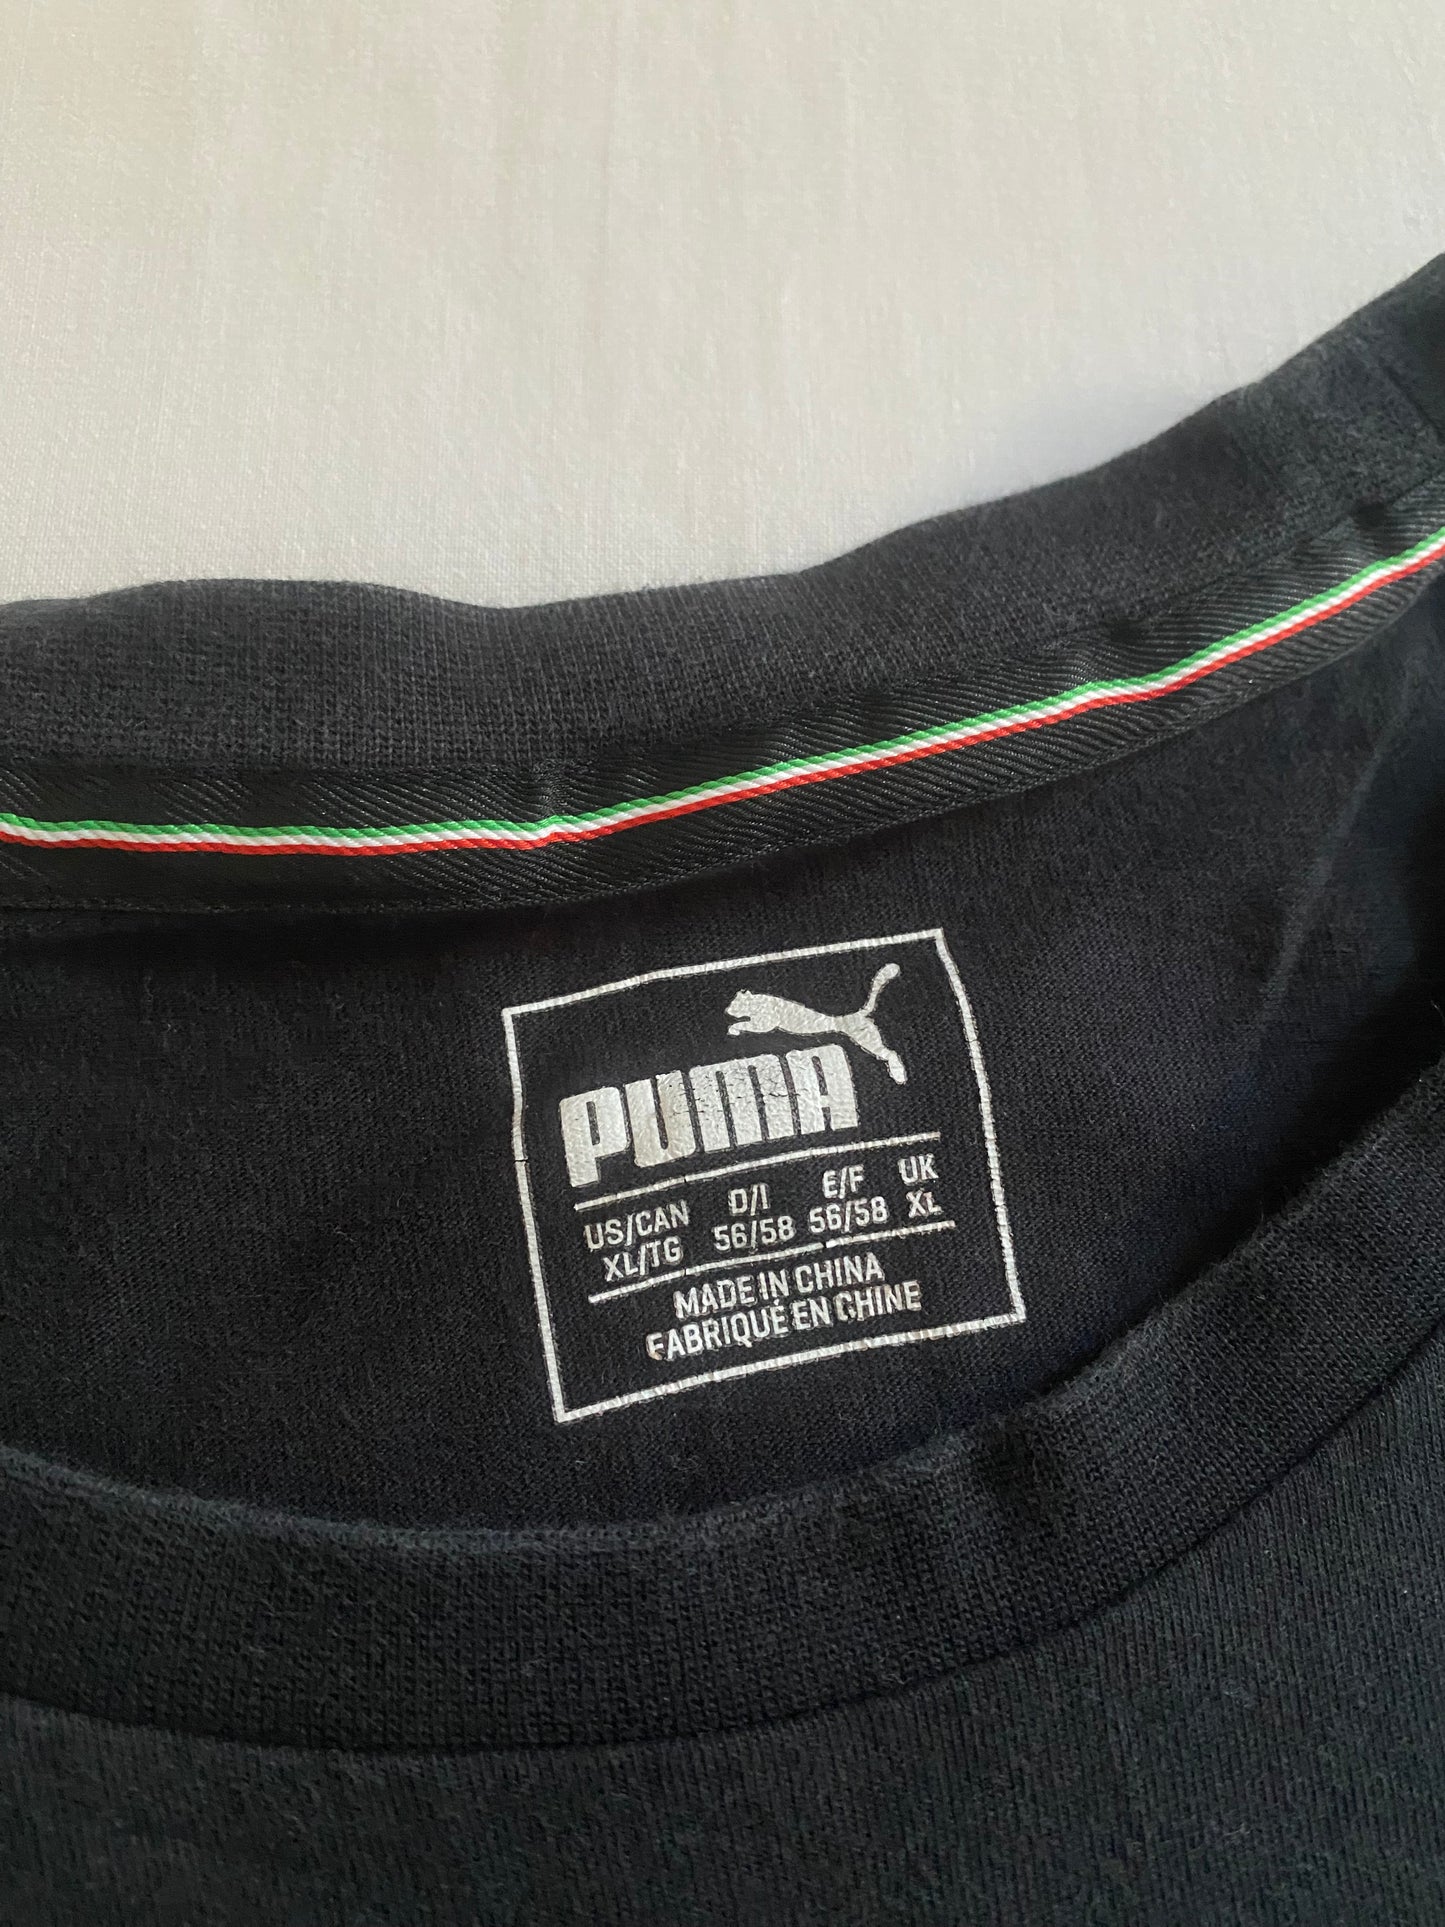 PUMA
US/CAN D/I E/F UK
XL/TG 56/58 56/58 XL
MADE IN CHINA
FABRIQUÉ EN CHINE